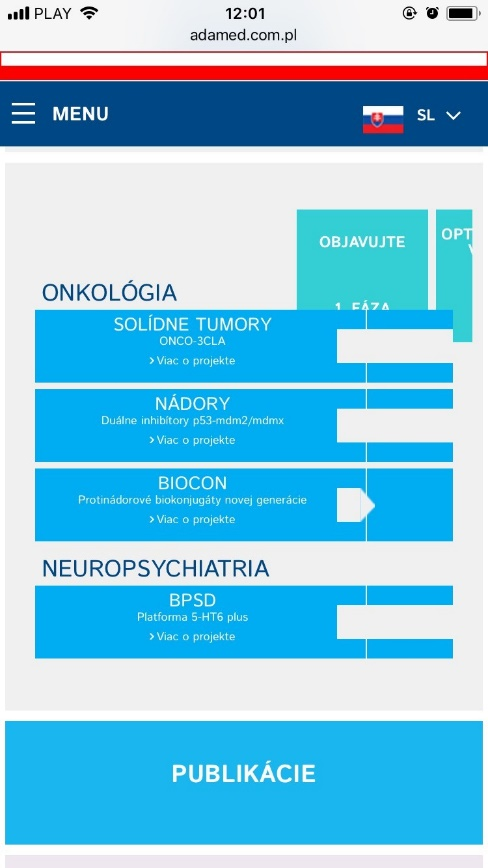 PLAY
12:01
adamed.com.pl
MENU
SL
OBJAVUJTE
OPT
1. FÁZA
ONKOLÓGIA
SOLÍDNE TUMORY
ONCO-3CLA
Viac o projekte
NÁDORY
Duálne inhibítory p53-mdm2/mdmx
Viac o projekte
BIOCON
Protinádorové biokonjugáty novej generácie
Viac o projekte
NEUROPSYCHIATRIA
BPSD
Platforma 5-HT6 plus
Viac o projekte
PUBLIKÁCIE